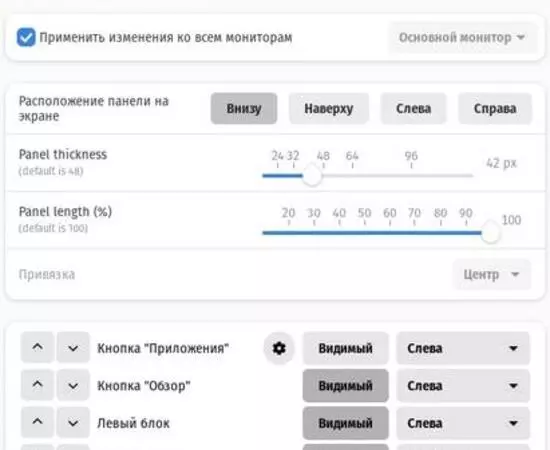 Применить изменения ко всем мониторам
Основной монитор
Расположение панели на
экране
Внизу
Наверху
Слева
Справа
Panel thickness
(default is 48)
24 32 48 64 96
42 px
Panel length (%)
(default is 100)
20 30 40 50 60 70 80 90
100
Привязка
Центр
Кнопка "Приложения"
Видимый
Слева
Кнопка "Обзор"
Видимый
Слева
Левый блок
Видимый
Слева